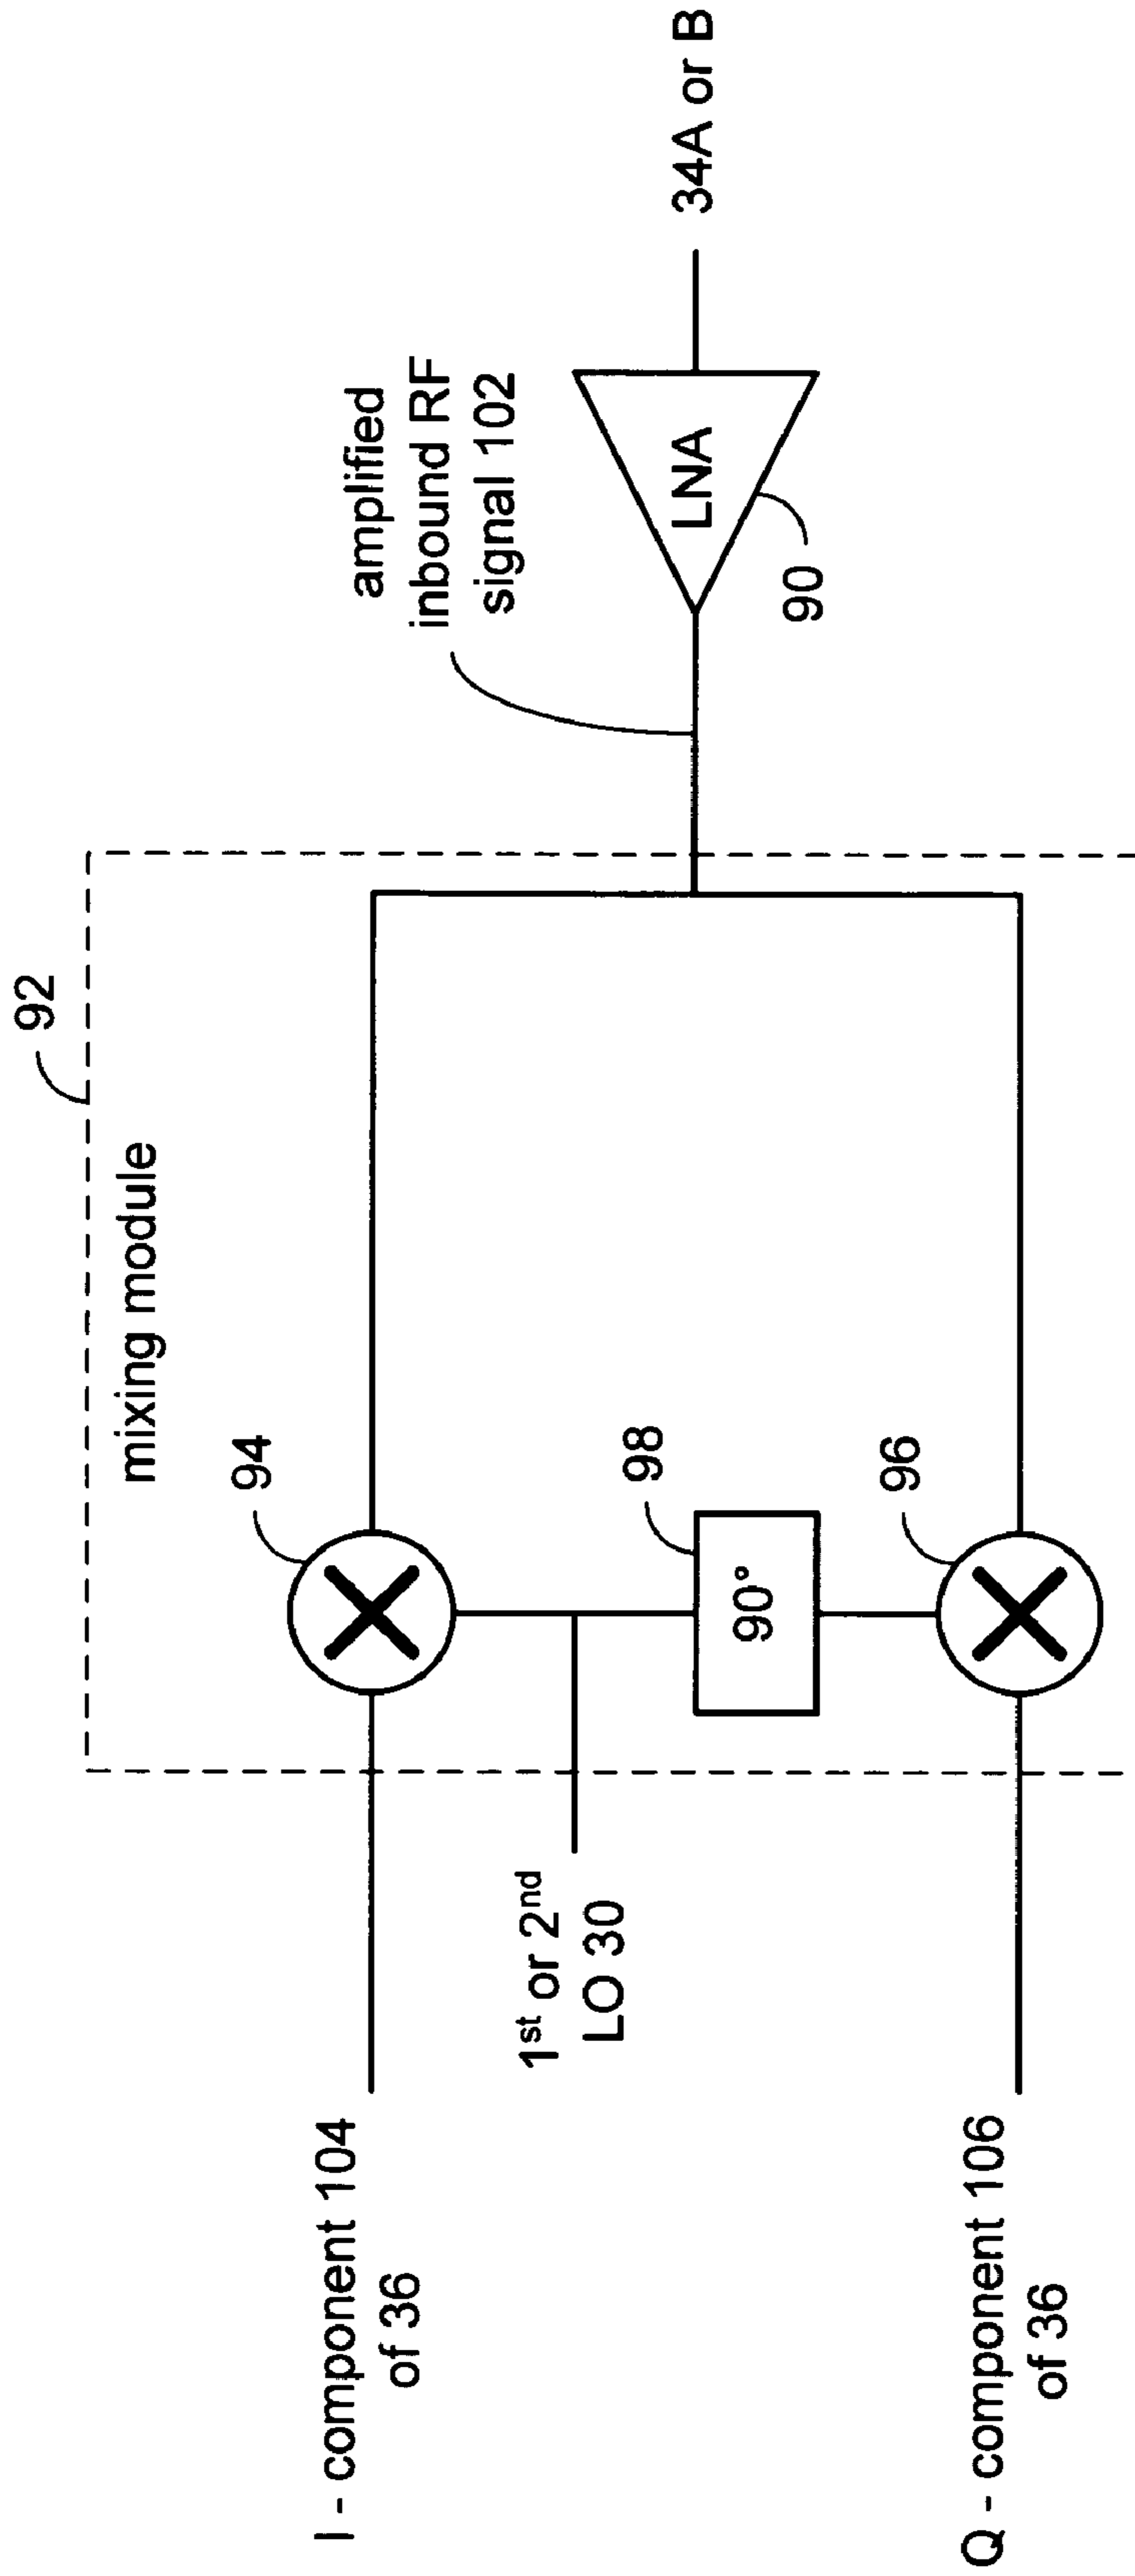 92
mixing module
amplified
inbound RF
signal 102
94
I - component 104
of 36
1st or 2nd
LO 30
98
90°
LNA
34A or B
90
96
Q - component 106
of 36